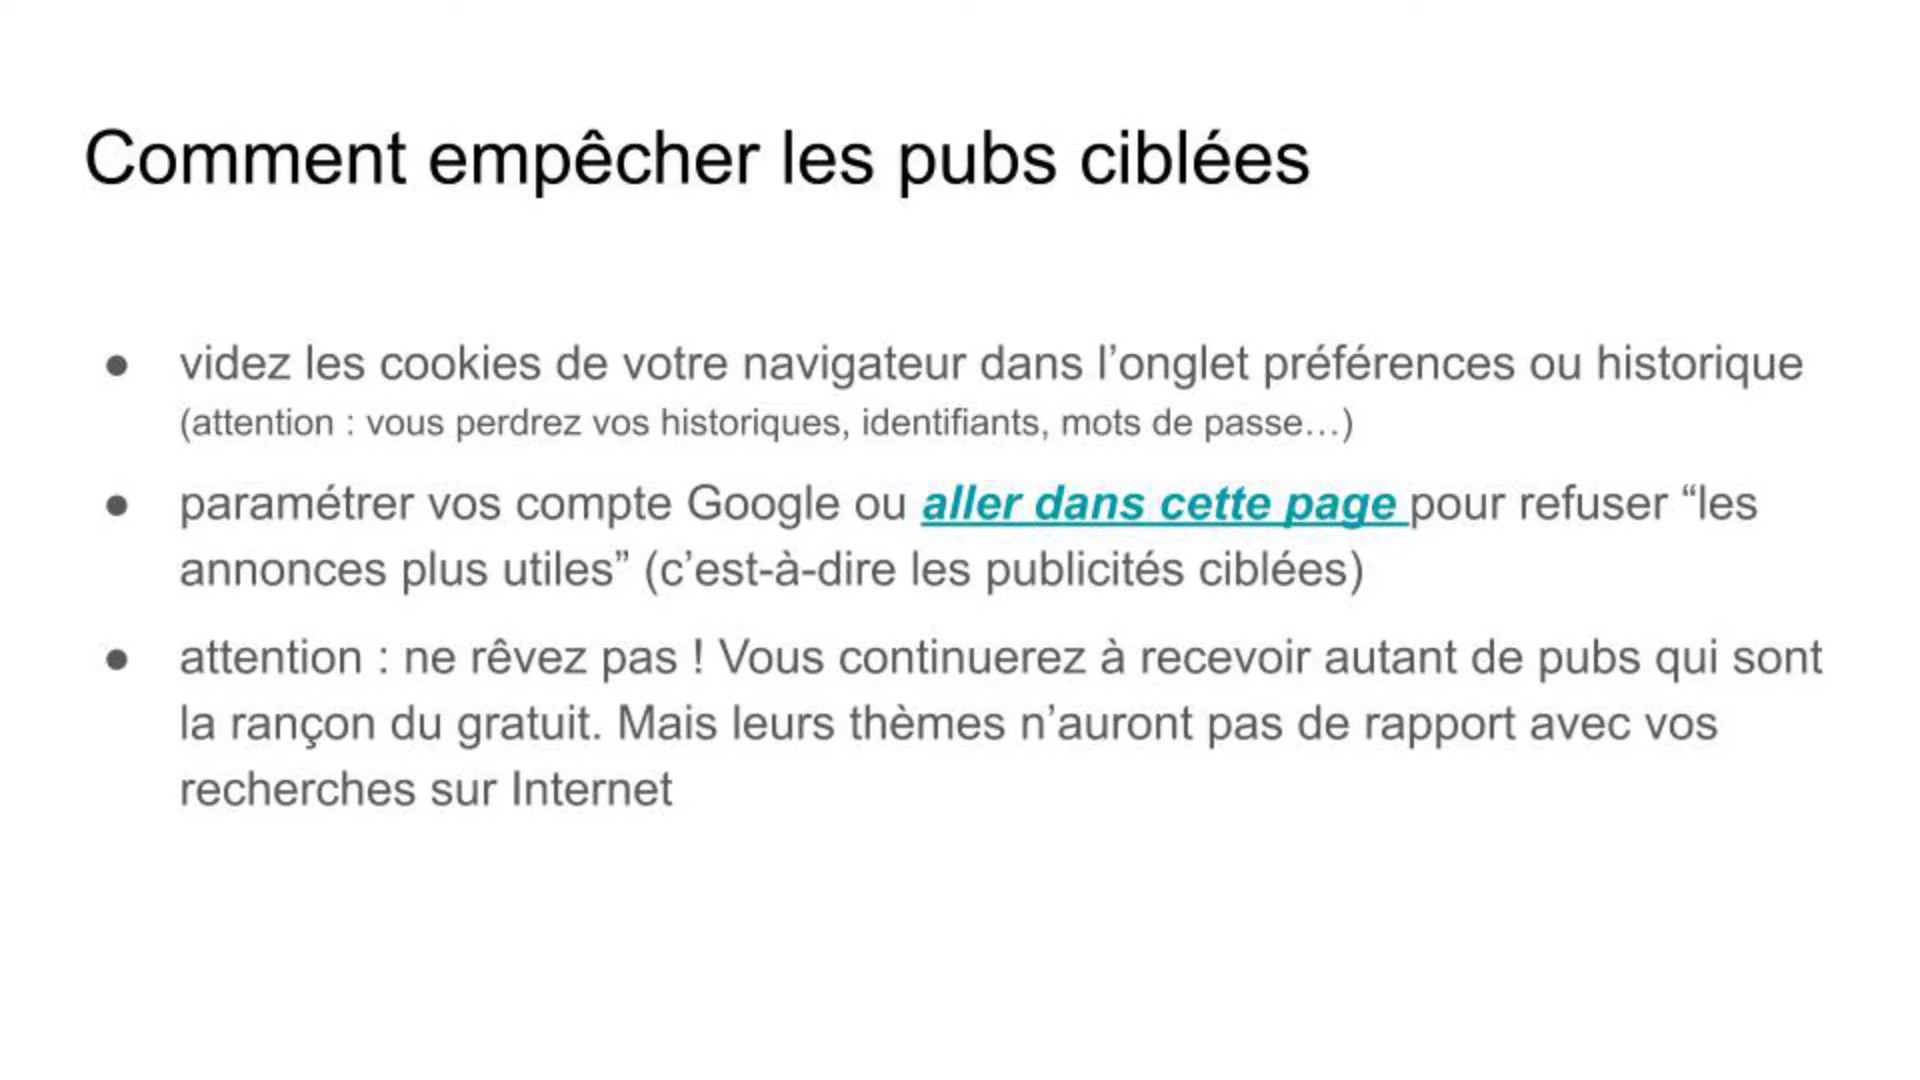 Comment empêcher les pubs ciblées
● videz les cookies de votre navigateur dans l’onglet préférences ou historique
(attention : vous perdrez vos historiques, identifiants, mots de passe…)
● paramétrer vos compte Google ou aller dans cette page pour refuser “les
annonces plus utiles” (c’est-à-dire les publicités ciblées)
● attention : ne rêvez pas ! Vous continuerez à recevoir autant de pubs qui sont
la rançon du gratuit. Mais leurs thèmes n’auront pas de rapport avec vos
recherches sur Internet